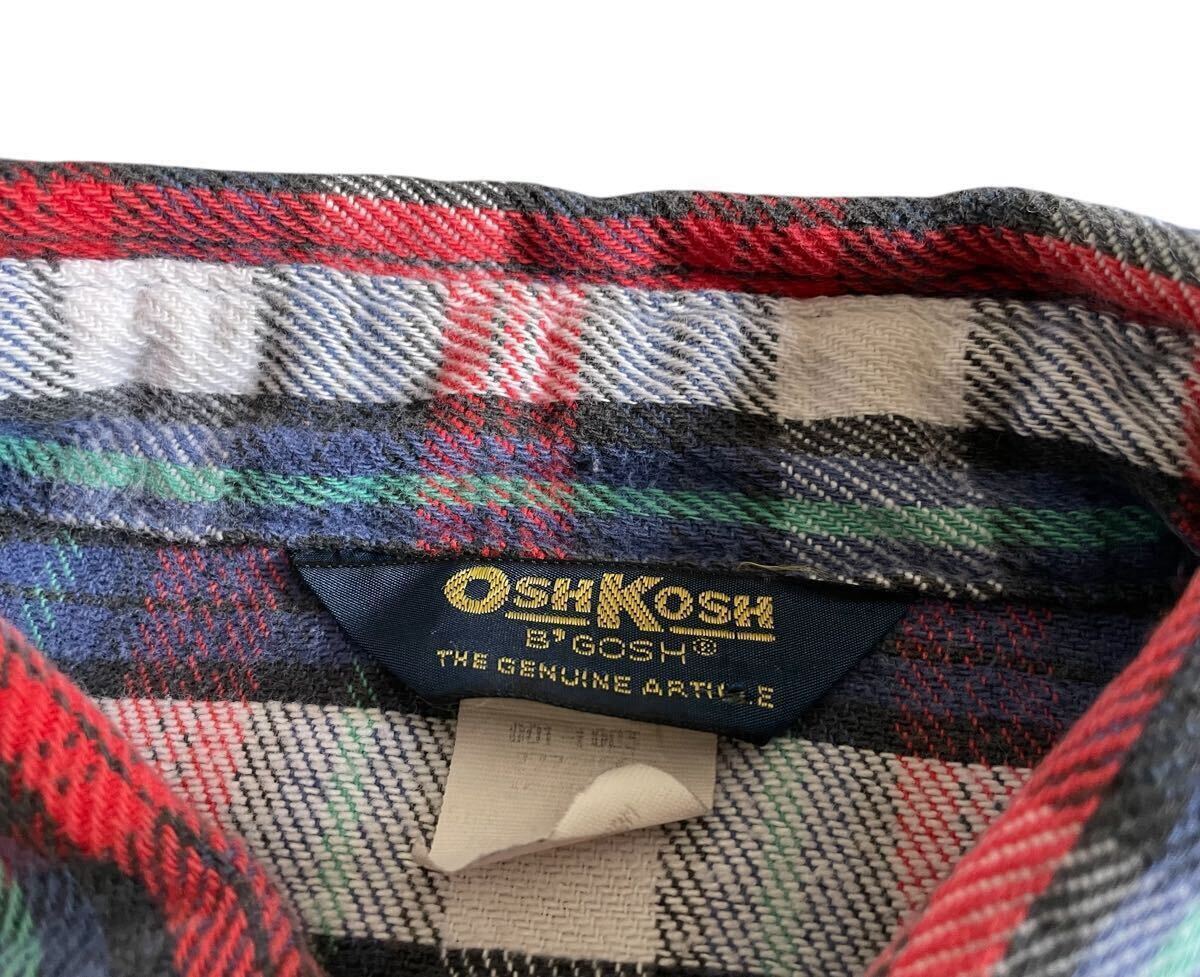 OSHKOSH
B'GOSH®
THE GENUINE ARTICLE